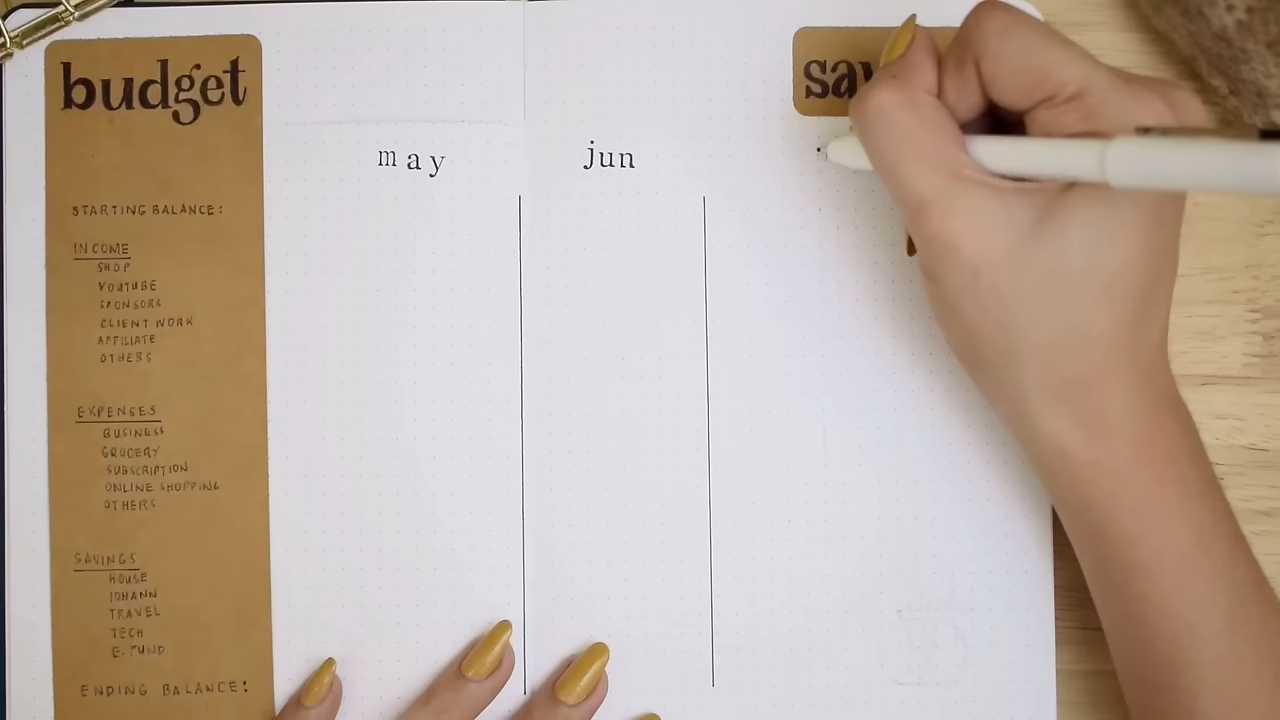 budget
may
jun
STARTING BALANCE:
INCOME
SHOP
YOUTUBE
SPONSORS
CLIENT WORK
AFFILIATE
OTHERS
EXPENSES
BUSINESS
GROCERY
SUBSCRIPTION
ONLINE SHOPPING
OTHERS
SAVINGS
HOUSE
JOHANN
TRAVEL
TECH
E. FUND
ENDING BALANCE: